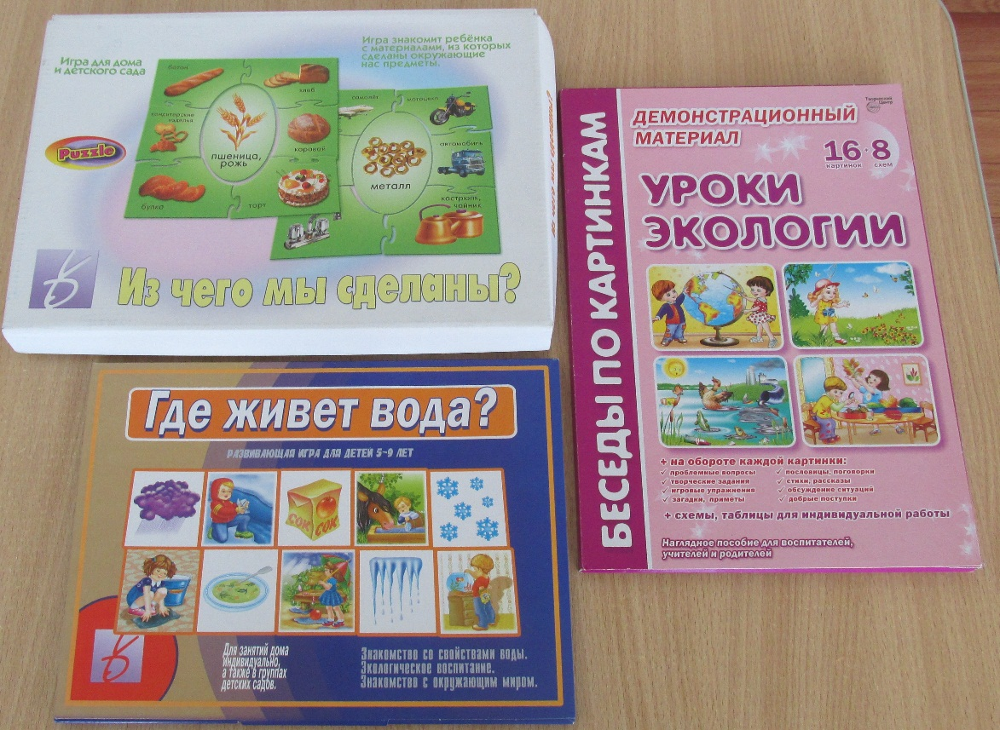 Игра для дома
и детского сада
Игра знакомит ребёнка
с материалами, из которых
сделаны окружающие
нас предметы.
Puzzle
батон
хлеб
кондитерские
изделия
пшеница,
рожь
каравай
булка
торт
самолёт
мотоцикл
автомобиль
металл
кастрюля,
чайник
Из чего мы сделаны?
Где живет вода?
РАЗВИВАЮЩАЯ ИГРА ДЛЯ ДЕТЕЙ 5-9 ЛЕТ
СОК
СОК
Для занятий дома
индивидуально,
а также в группах
детских садов.
Знакомство со свойствами воды.
Экологическое воспитание.
Знакомство с окружающим миром.
БЕСЕДЫ ПО КАРТИНКАМ
Творческий
Центр
ДЕМОНСТРАЦИОННЫЙ
МАТЕРИАЛ
16 картинок + 8 схем
УРОКИ
ЭКОЛОГИИ
+ на обороте каждой картинки:
✓ проблемные вопросы
✓ творческие задания
✓ игровые упражнения
✓ загадки, приметы
✓ пословицы, поговорки
✓ стихи, рассказы
✓ обсуждение ситуаций
✓ добрые поступки
+ схемы, таблицы для индивидуальной работы
Наглядное пособие для воспитателей,
учителей и родителей